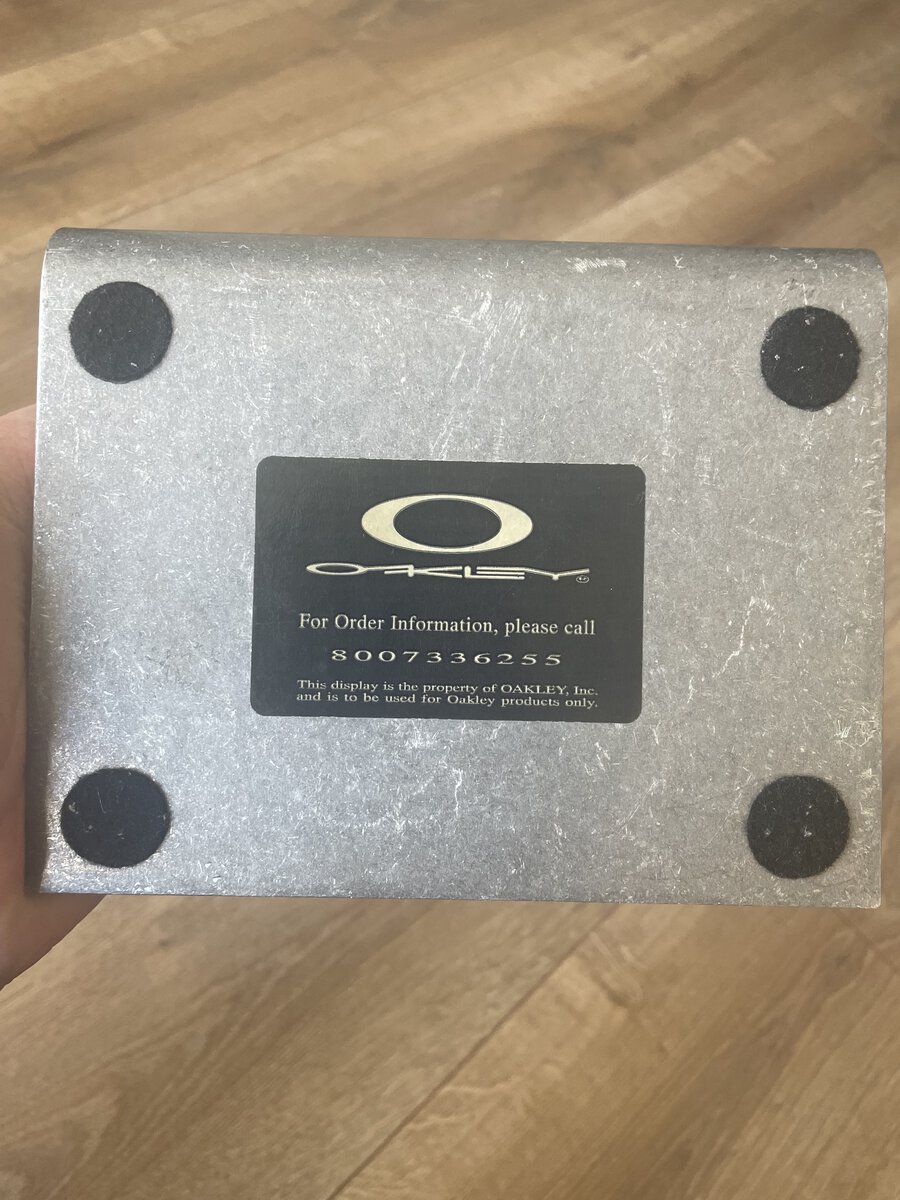 OAKLEY®
For Order Information, please call
8007336255
This display is the property of OAKLEY, Inc.
and is to be used for Oakley products only.